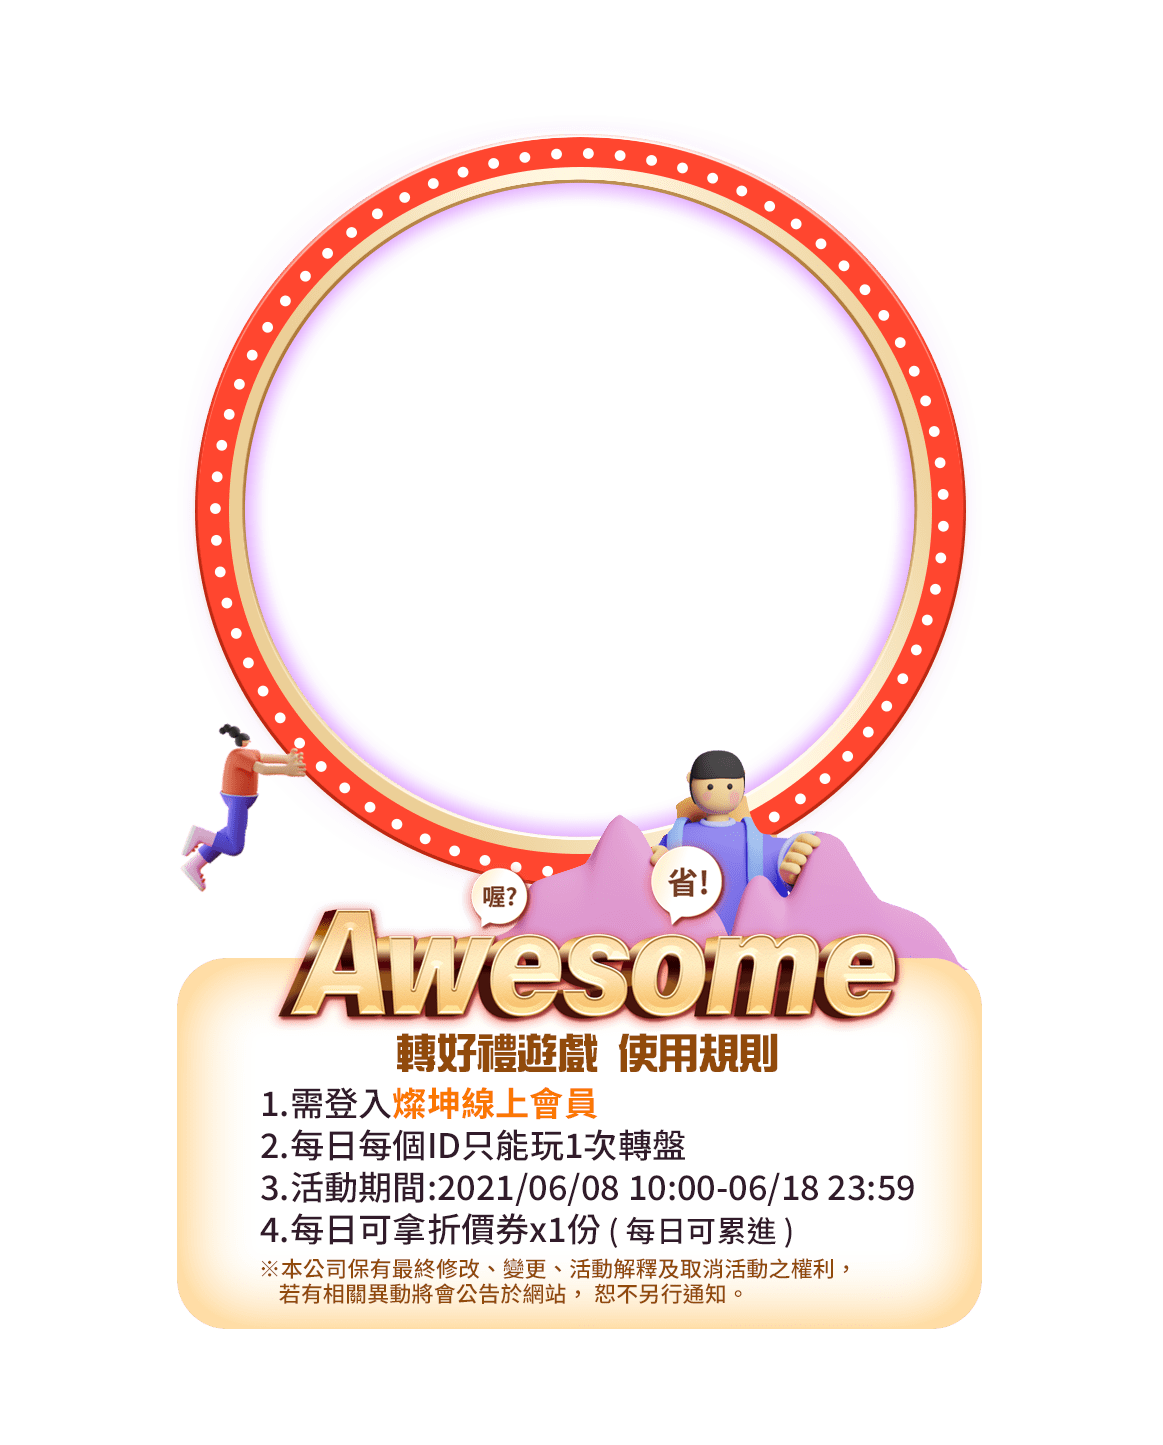 喔?
省!
Awesome
轉好禮遊戲 使用規則
1.需登入燦坤線上會員
2.每日每個ID只能玩1次轉盤
3.活動期間:2021/06/08 10:00-06/18 23:59
4.每日可拿折價券x1份 ( 每日可累進 )
※本公司保有最終修改、變更、活動解釋及取消活動之權利，
若有相關異動將會公告於網站， 恕不另行通知。